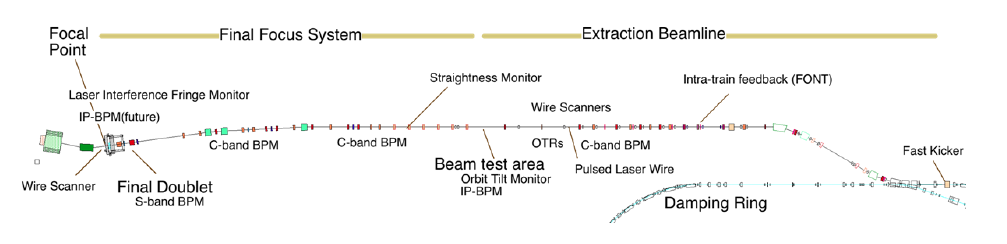 Focal
Point
Final Focus System
Extraction Beamline
Straightness Monitor
Intra-train feedback (FONT)
Laser Interference Fringe Monitor
IP-BPM(future)
Wire Scanners
C-band BPM
C-band BPM
OTRs
C-band BPM
Fast Kicker
Beam test area
Pulsed Laser Wire
Orbit Tilt Monitor
IP-BPM
Wire Scanner
Final Doublet
S-band BPM
Damping Ring